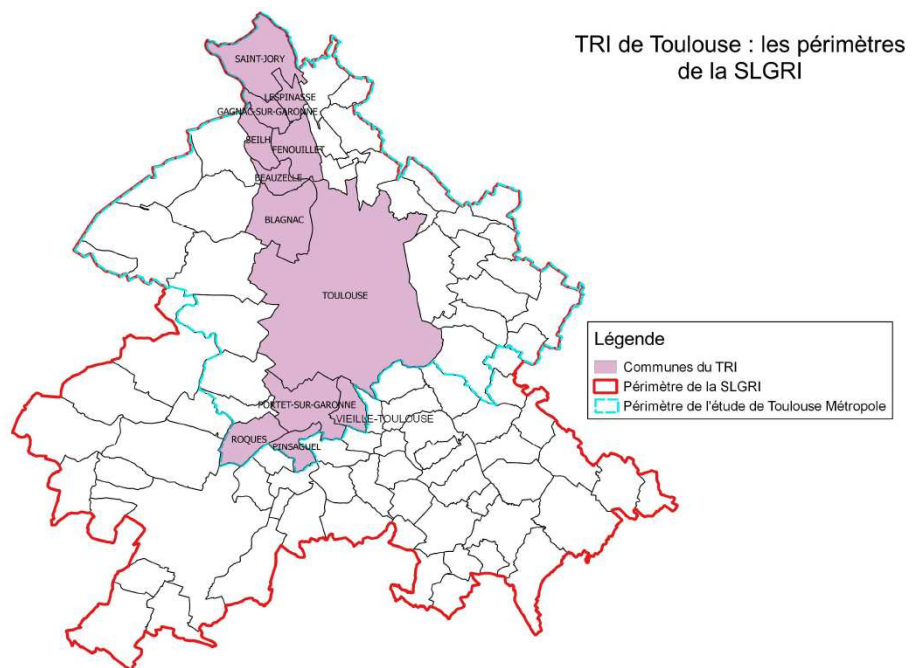 TRI de Toulouse : les périmètres
de la SLGRI
SAINT-JORY
LESPINASSE
GAGNAC-SUR-GARONNE
SEILH
FENOUILLET
BEAUZELLE
BLAGNAC
TOULOUSE
PORTET-SUR-GARONNE
VIEILLE-TOULOUSE
ROQUES
PINSAGUEL
Légende
Communes du TRI
Périmètre de la SLGRI
Périmètre de l'étude de Toulouse Métropole